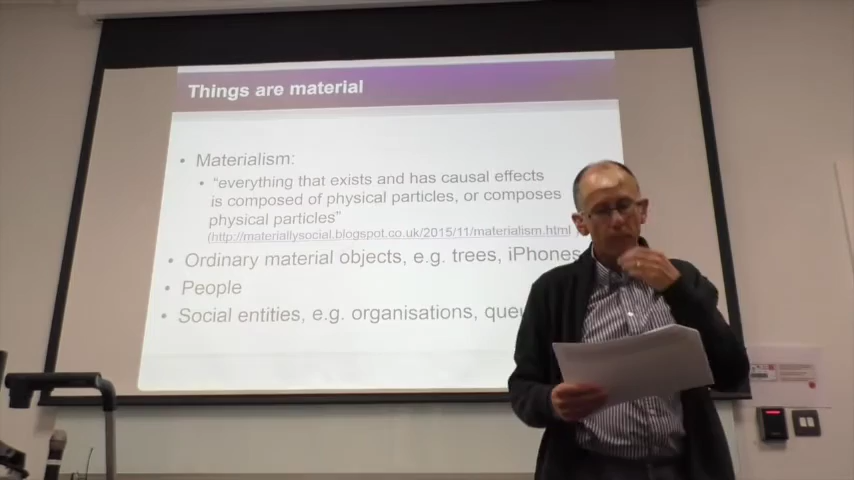 Things are material
• Materialism:
• “everything that exists and has causal effects
is composed of physical particles, or composes
physical particles”
(http://materiallysocial.blogspot.co.uk/2015/11/materialism.html
• Ordinary material objects, e.g. trees, iPhones
• People
• Social entities, e.g. organisations,